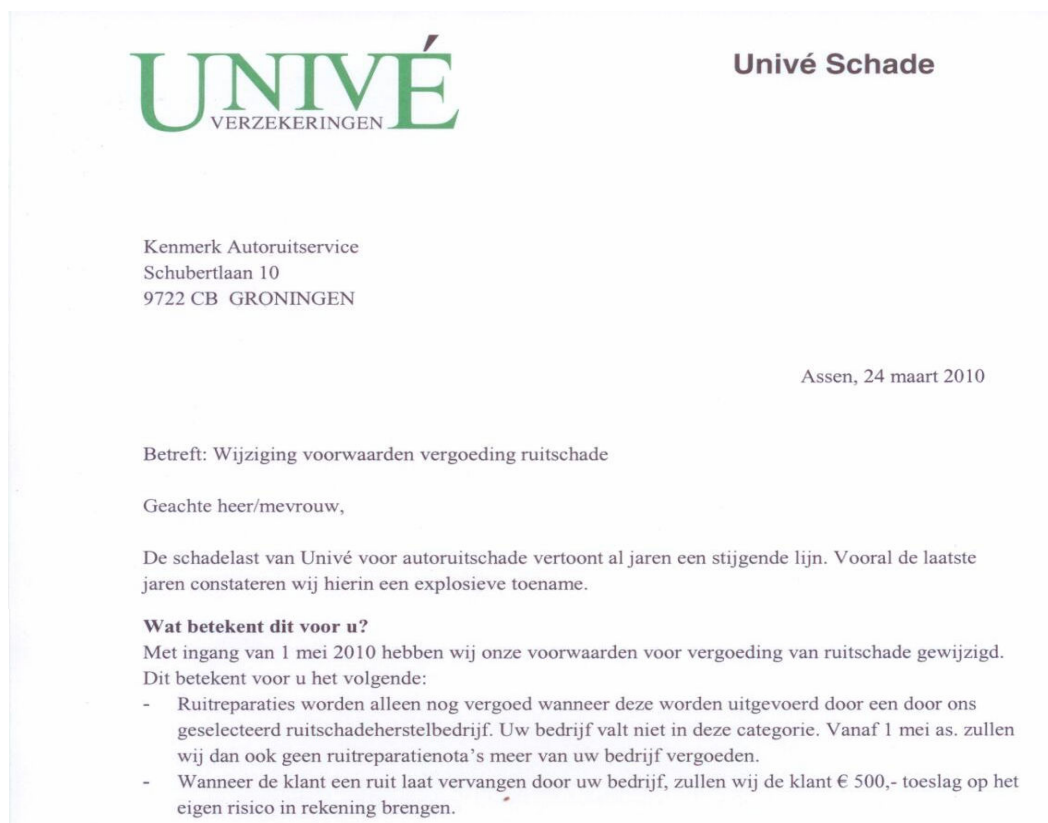 UNIVÉ
VERZEKERINGEN
Univé Schade
Kenmerk Autoruitservice
Schubertlaan 10
9722 CB GRONINGEN
Assen, 24 maart 2010
Betreft: Wijziging voorwaarden vergoeding ruitschade
Geachte heer/mevrouw,
De schadelast van Univé voor autoruitschade vertoont al jaren een stijgende lijn. Vooral de laatste
jaren constateren wij hierin een explosieve toename.
Wat betekent dit voor u?
Met ingang van 1 mei 2010 hebben wij onze voorwaarden voor vergoeding van ruitschade gewijzigd.
Dit betekent voor u het volgende:
- Ruitreparaties worden alleen nog vergoed wanneer deze worden uitgevoerd door een door ons
geselecteerd ruitschadeherstelbedrijf. Uw bedrijf valt niet in deze categorie. Vanaf 1 mei as. zullen
wij dan ook geen ruitreparatienota's meer van uw bedrijf vergoeden.
- Wanneer de klant een ruit laat vervangen door uw bedrijf, zullen wij de klant € 500,- toeslag op het
eigen risico in rekening brengen.